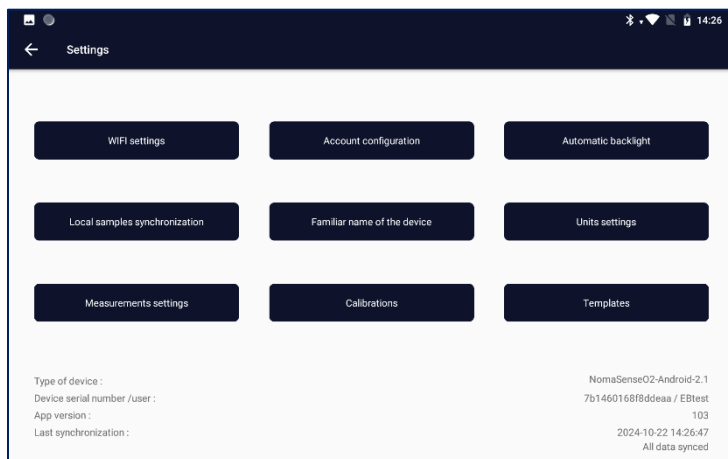 14:26
Settings
WIFI settings
Account configuration
Automatic backlight
Local samples synchronization
Familiar name of the device
Units settings
Measurements settings
Calibrations
Templates
Type of device : NomaSenseO2-Android-2.1
Device serial number /user : 7b1460168f8ddeaa / EBtest
App version : 103
Last synchronization : 2024-10-22 14:26:47
All data synced